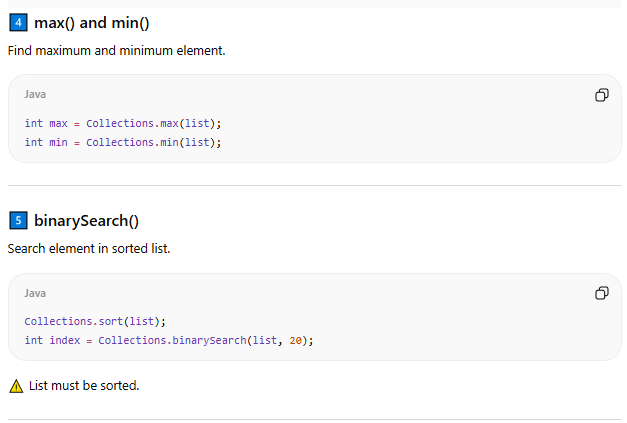 4 max() and min()
Find maximum and minimum element.
Java
int max = Collections.max(list);
int min = Collections.min(list);
5 binarySearch()
Search element in sorted list.
Java
Collections.sort(list);
int index = Collections.binarySearch(list, 20);
⚠️ List must be sorted.